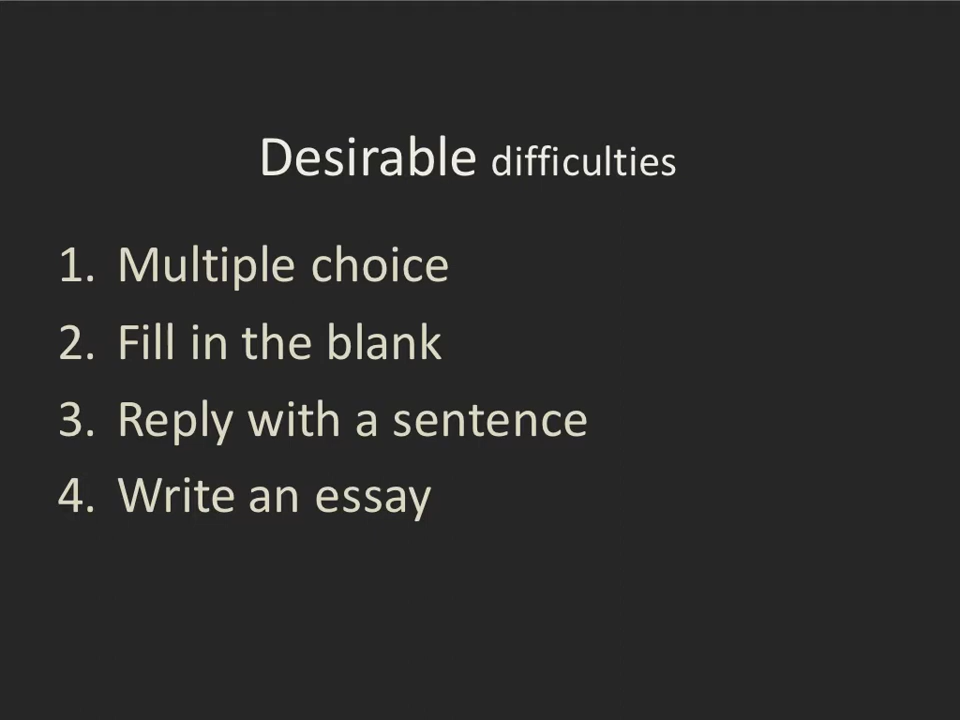 Desirable difficulties
1. Multiple choice
2. Fill in the blank
3. Reply with a sentence
4. Write an essay